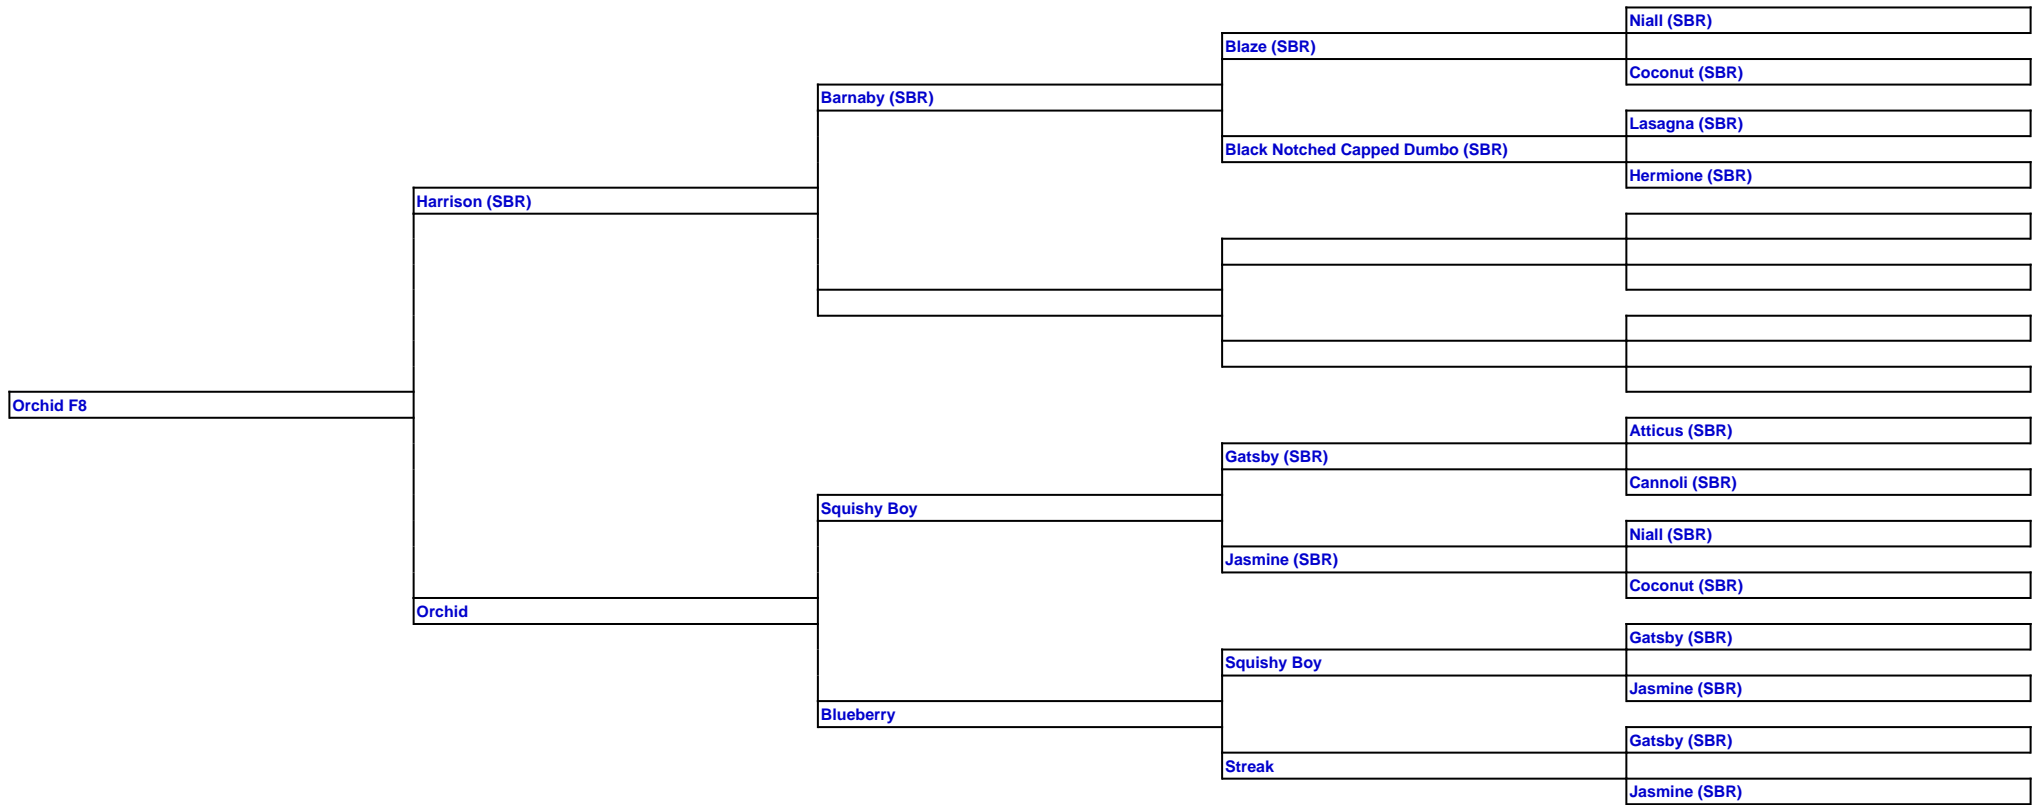 Niall (SBR)
Blaze (SBR)
Coconut (SBR)
Barnaby (SBR)
Lasagna (SBR)
Black Notched Capped Dumbo (SBR)
Hermione (SBR)
Harrison (SBR)
Orchid F8
Atticus (SBR)
Gatsby (SBR)
Cannoli (SBR)
Squishy Boy
Niall (SBR)
Jasmine (SBR)
Coconut (SBR)
Orchid
Gatsby (SBR)
Squishy Boy
Jasmine (SBR)
Blueberry
Gatsby (SBR)
Streak
Jasmine (SBR)